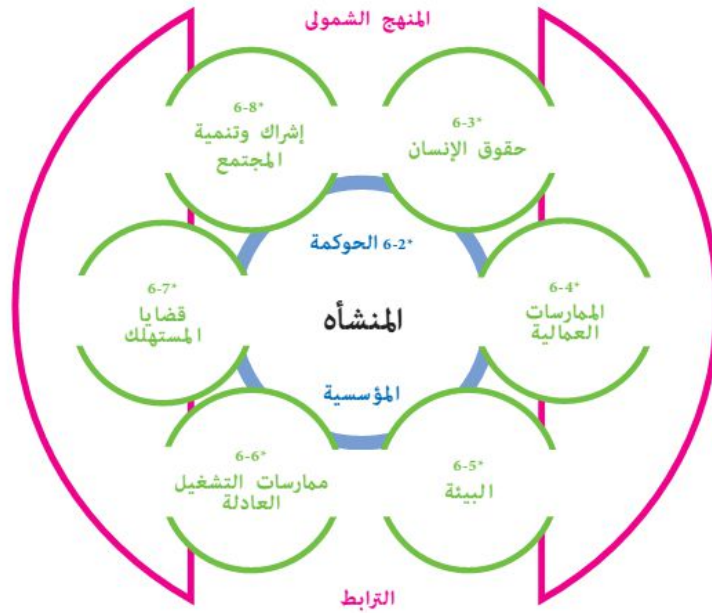 المنهج الشمولى
6-8*
إشراك وتنمية
المجتمع
6-3*
حقوق الإنسان
6-2* الحوكمة
6-7*
قضايا
المستهلك
المنشأه
6-4*
الممارسات
العمالية
المؤسسية
6-6*
ممارسات التشغيل
العادلة
6-5*
البيئة
الترابط